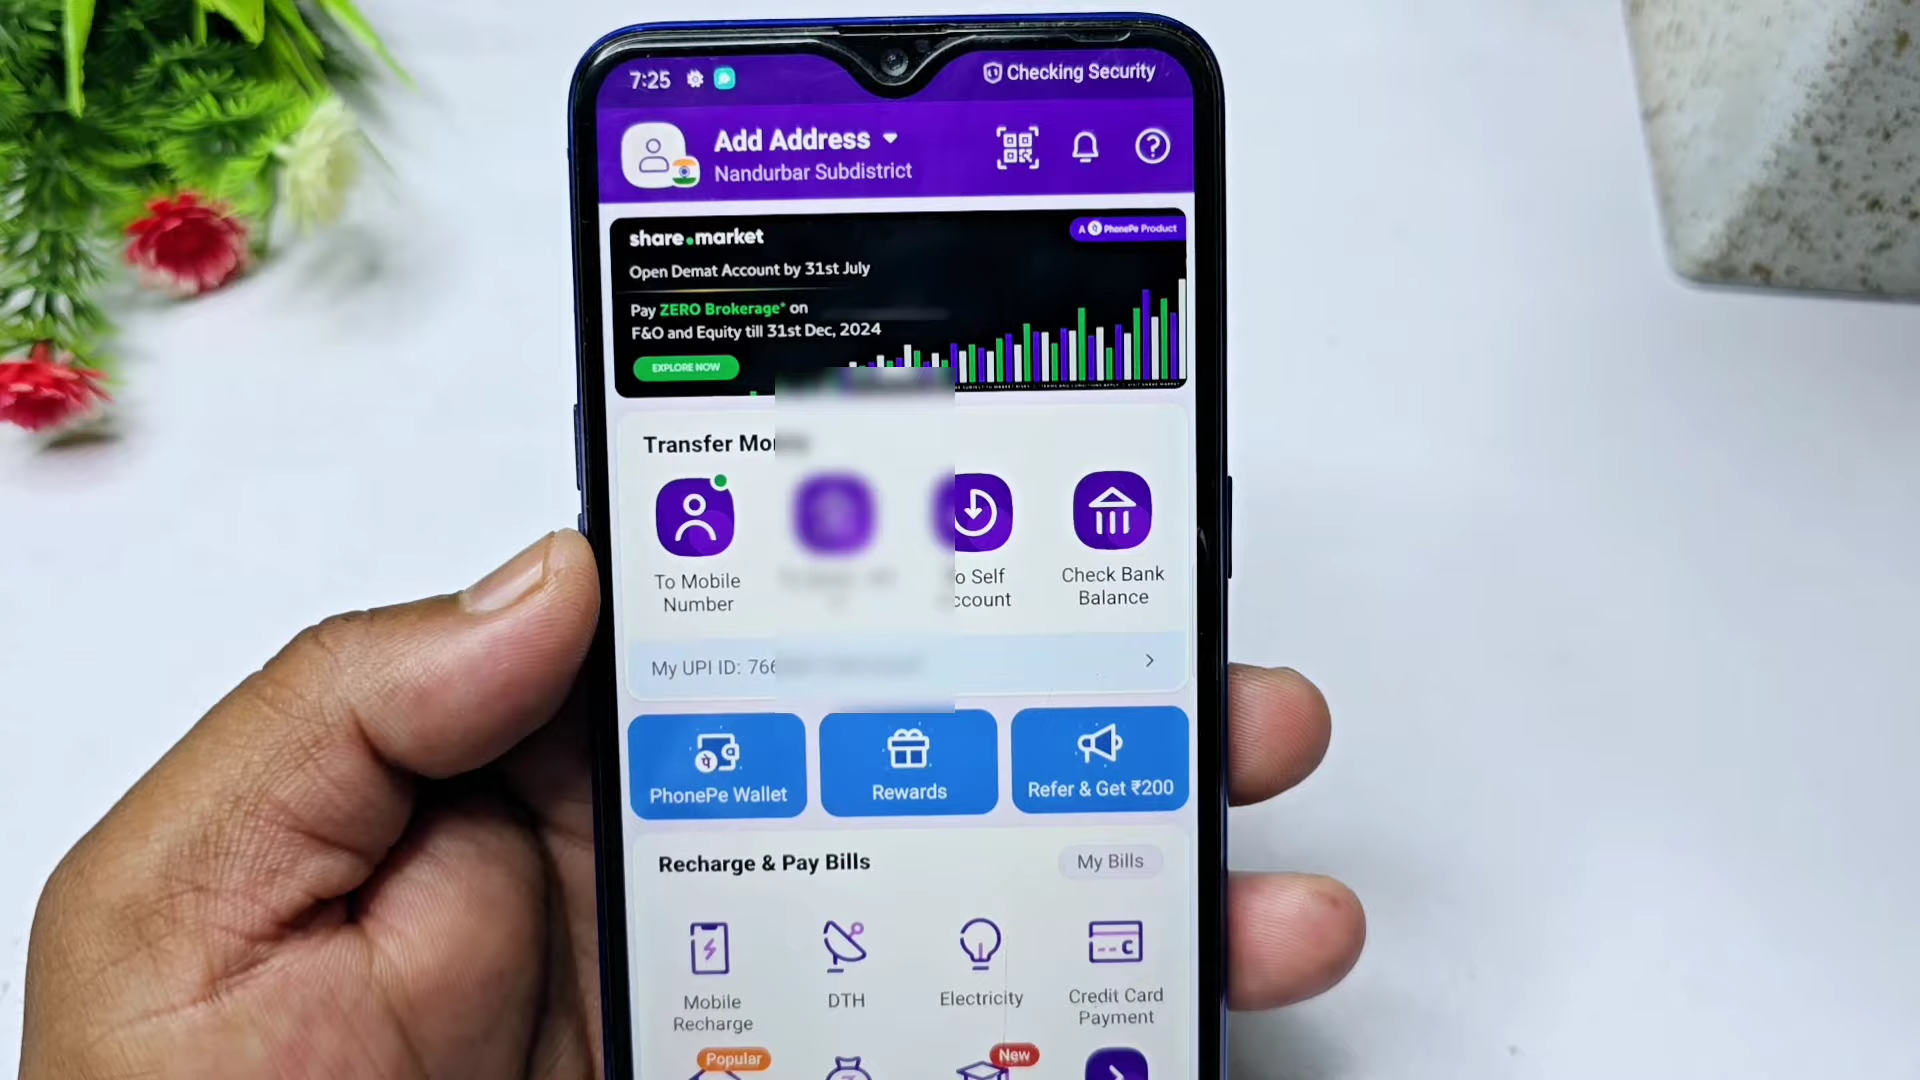 7:25
Checking Security
Add Address
Nandurbar Subdistrict
share.market
A PhonePe Product
Open Demat Account by 31st July
Pay ZERO Brokerage* on
F&O and Equity till 31st Dec, 2024
EXPLORE NOW
Transfer Mo
To Mobile
Number
o Self
ccount
Check Bank
Balance
My UPI ID: 766
PhonePe Wallet
Rewards
Refer & Get ₹200
Recharge & Pay Bills
My Bills
Mobile
Recharge
DTH
Electricity
Credit Card
Payment
Popular
New